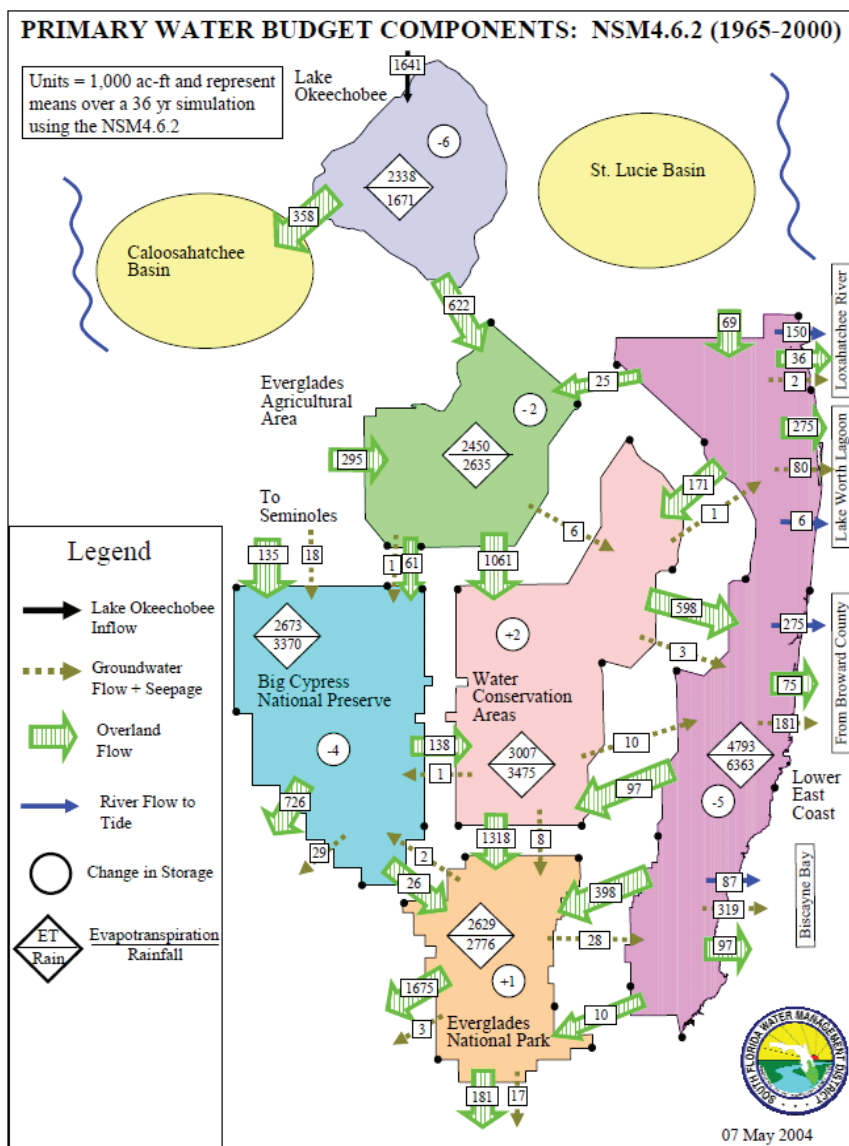 PRIMARY WATER BUDGET COMPONENTS: NSM4.6.2 (1965-2000)
Units = 1,000 ac-ft and represent
means over a 36 yr simulation
using the NSM4.6.2
Lake
Okeechobee
1641
-6
2338
1671
St. Lucie Basin
358
Caloosahatchee
Basin
622
69
150
36
2
Loxahatchee River
25
Everglades
Agricultural
Area
- 2
295
2450
2635
275
80
6
Lake Worth Lagoon
171
1
6
To
Seminoles
135
18
1
61
1061
Legend
Lake Okeechobee
Inflow
Groundwater
Flow + Seepage
Overland
Flow
River Flow to
Tide
Change in Storage
ET
Rain
Evapotranspiration
Rainfall
2673
3370
Big Cypress
National Preserve
-4
+2
Water
Conservation
Areas
3007
3475
598
3
10
275
75
181
From Broward County
138
1
4793
6363
-5
Lower
East
Coast
97
726
29
2
26
1318
8
398
87
319
97
Biscayne Bay
2629
2776
28
+1
1675
3
Everglades
National Park
10
181
17
SOUTH FLORIDA WATER MANAGEMENT DISTRICT
07 May 2004